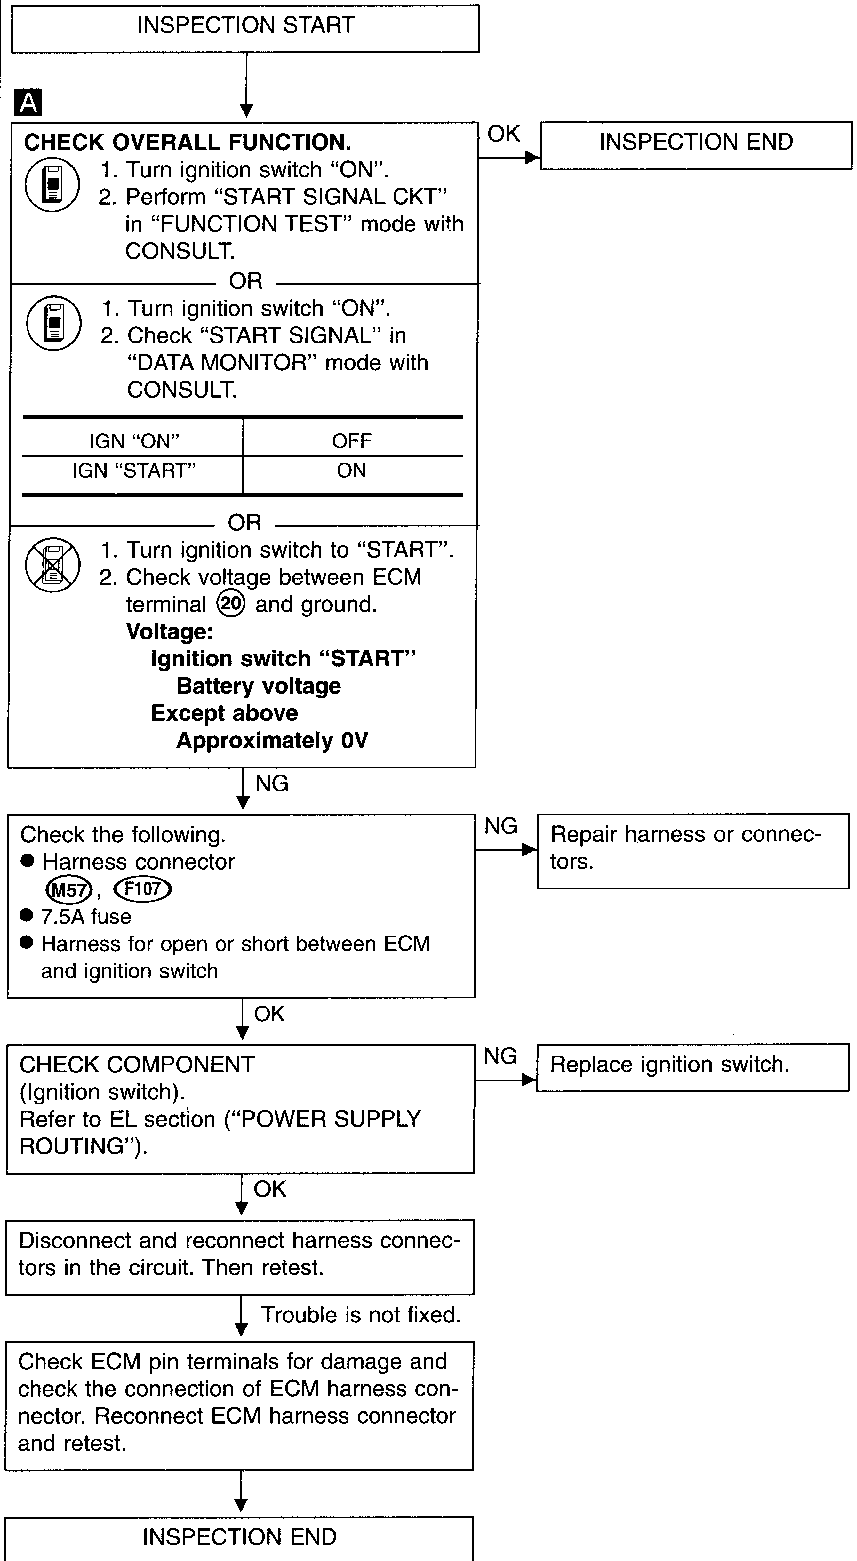 INSPECTION START
A
CHECK OVERALL FUNCTION.
1. Turn ignition switch “ON”.
2. Perform “START SIGNAL CKT”
in “FUNCTION TEST” mode with
CONSULT.
OK
INSPECTION END
OR
1. Turn ignition switch “ON”.
2. Check “START SIGNAL” in
“DATA MONITOR” mode with
CONSULT.
IGN “ON” OFF
IGN “START” ON
OR
1. Turn ignition switch to “START”.
2. Check voltage between ECM
terminal 20 and ground.
Voltage:
Ignition switch “START”
Battery voltage
Except above
Approximately 0V
NG
Check the following.
● Harness connector
M57, F107
● 7.5A fuse
● Harness for open or short between ECM
and ignition switch
NG
Repair harness or connec-
tors.
OK
CHECK COMPONENT
(Ignition switch).
Refer to EL section (“POWER SUPPLY
ROUTING”).
NG
Replace ignition switch.
OK
Disconnect and reconnect harness connec-
tors in the circuit. Then retest.
Trouble is not fixed.
Check ECM pin terminals for damage and
check the connection of ECM harness con-
nector. Reconnect ECM harness connector
and retest.
INSPECTION END